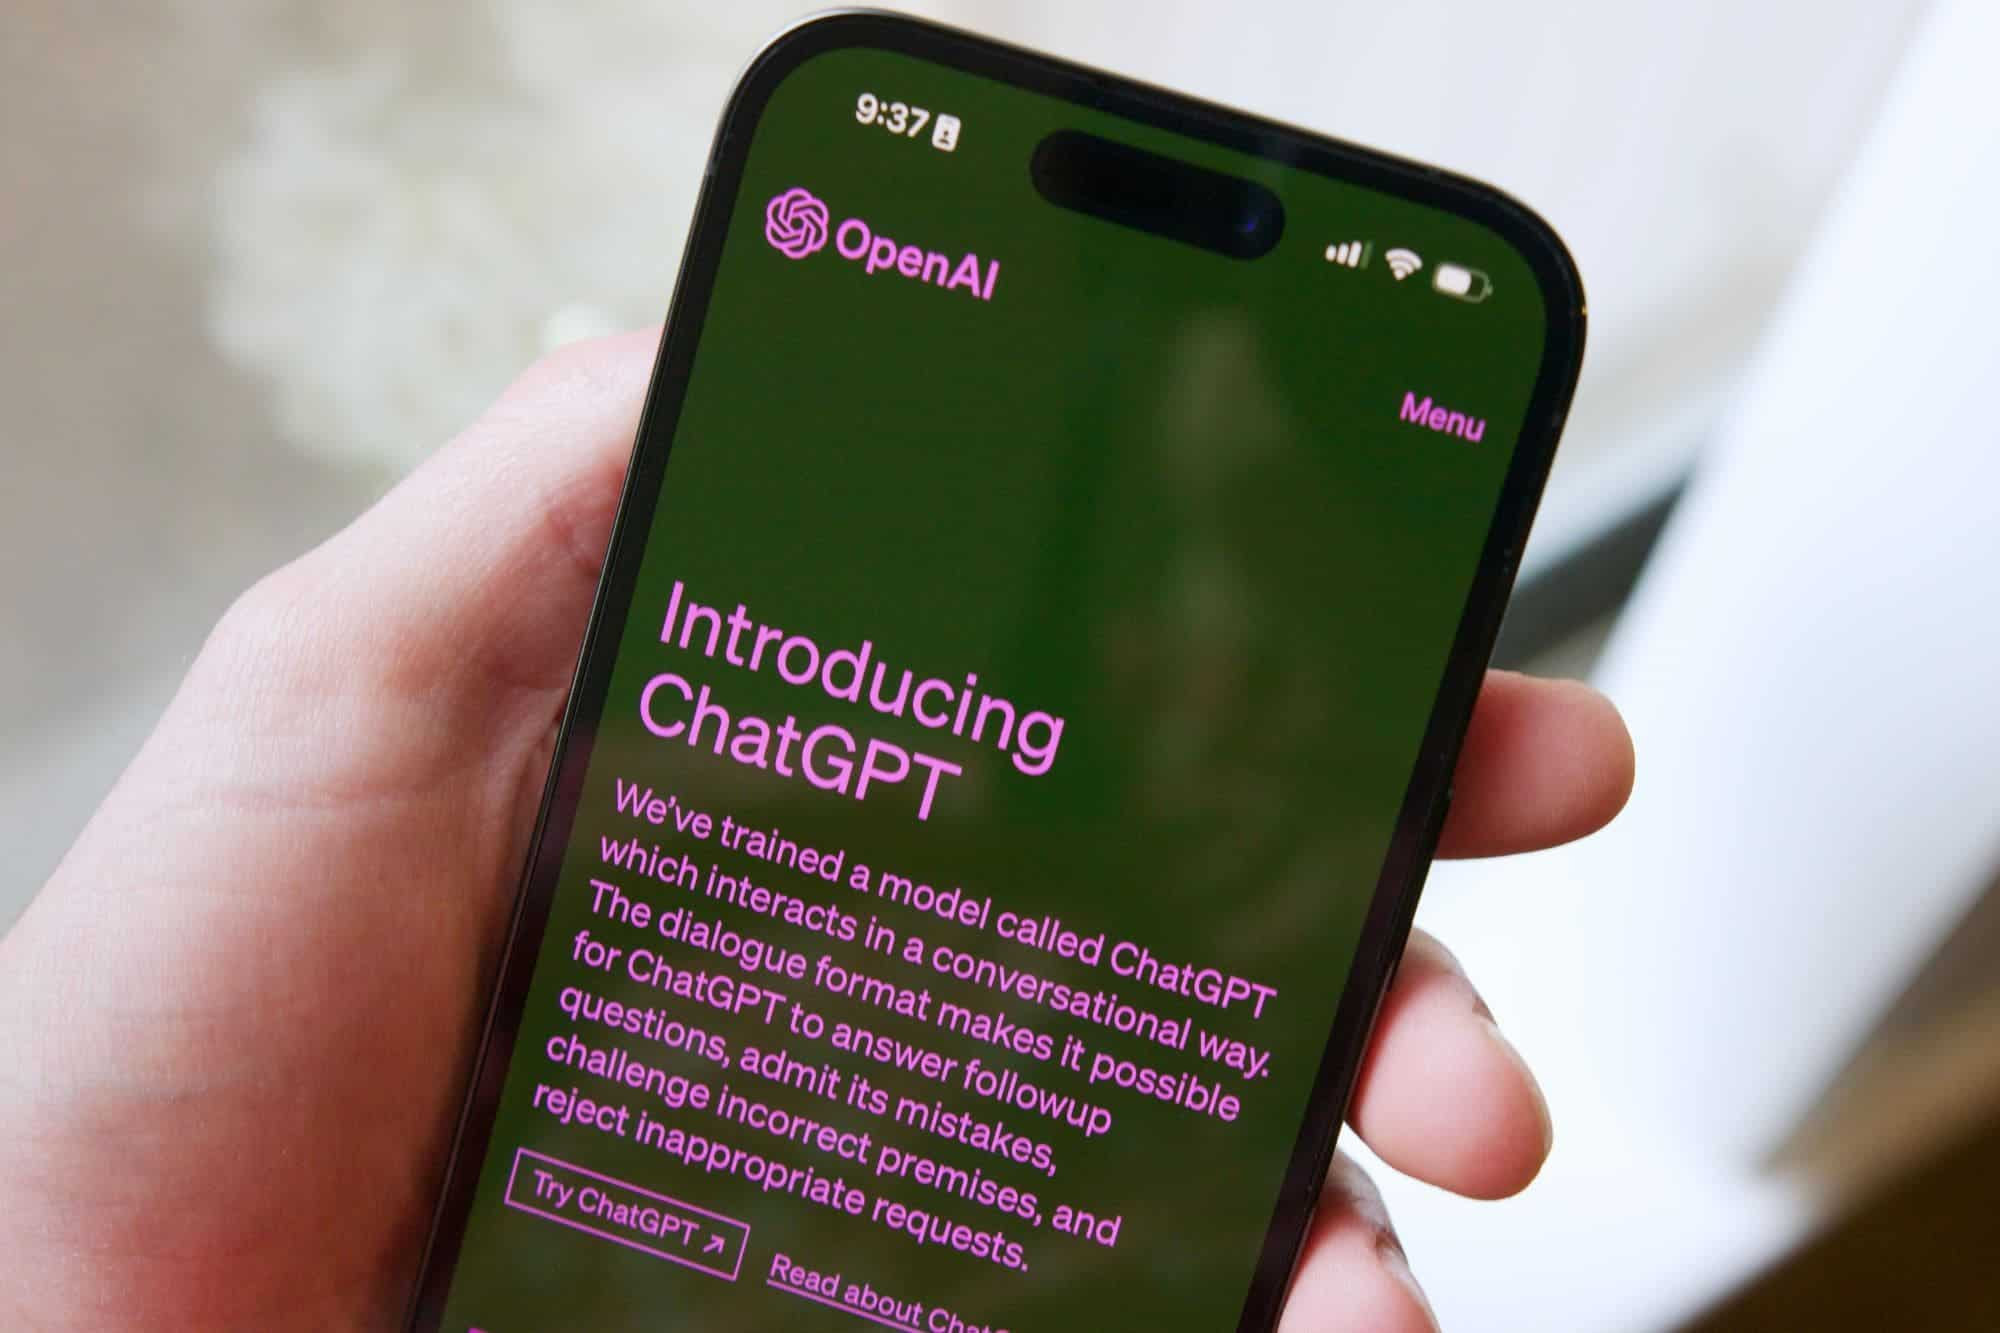 9:37
OpenAI
Menu
Introducing
ChatGPT
We've trained a model called ChatGPT
which interacts in a conversational way.
The dialogue format makes it possible
for ChatGPT to answer followup
questions, admit its mistakes,
challenge incorrect premises, and
reject inappropriate requests.
Try ChatGPT ↗
Read about